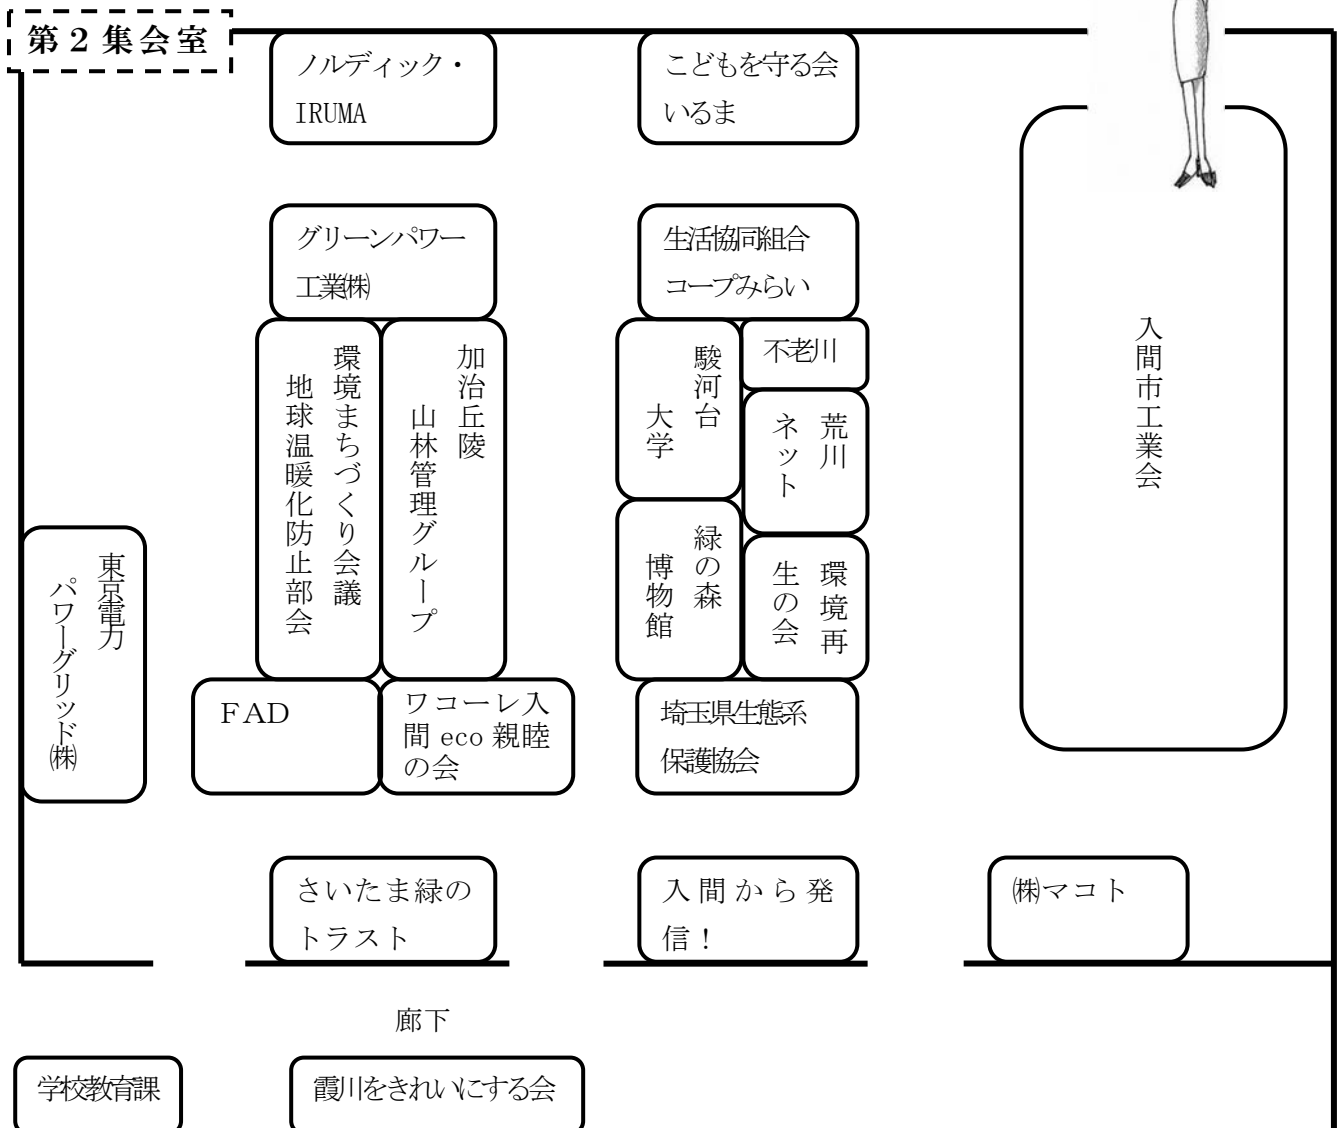 第2集会室
ノルディック・
IRUMA
こどもを守る会
いるま
グリーンパワー
工業㈱
生活協同組合
コープみらい
環境まちづくり会議
地球温暖化防止部会
加治丘陵
山林管理グループ
駿河台
大学
不老川
荒川
ネット
緑の森
博物館
環境再
生の会
入間市工業会
東京電力
パワーグリッド㈱
FAD
ワコーレ入
間 eco 親睦
の会
埼玉県生態系
保護協会
さいたま緑の
トラスト
入間から発
信!
㈱マコト
廊下
学校教育課
霞川をきれいにする会